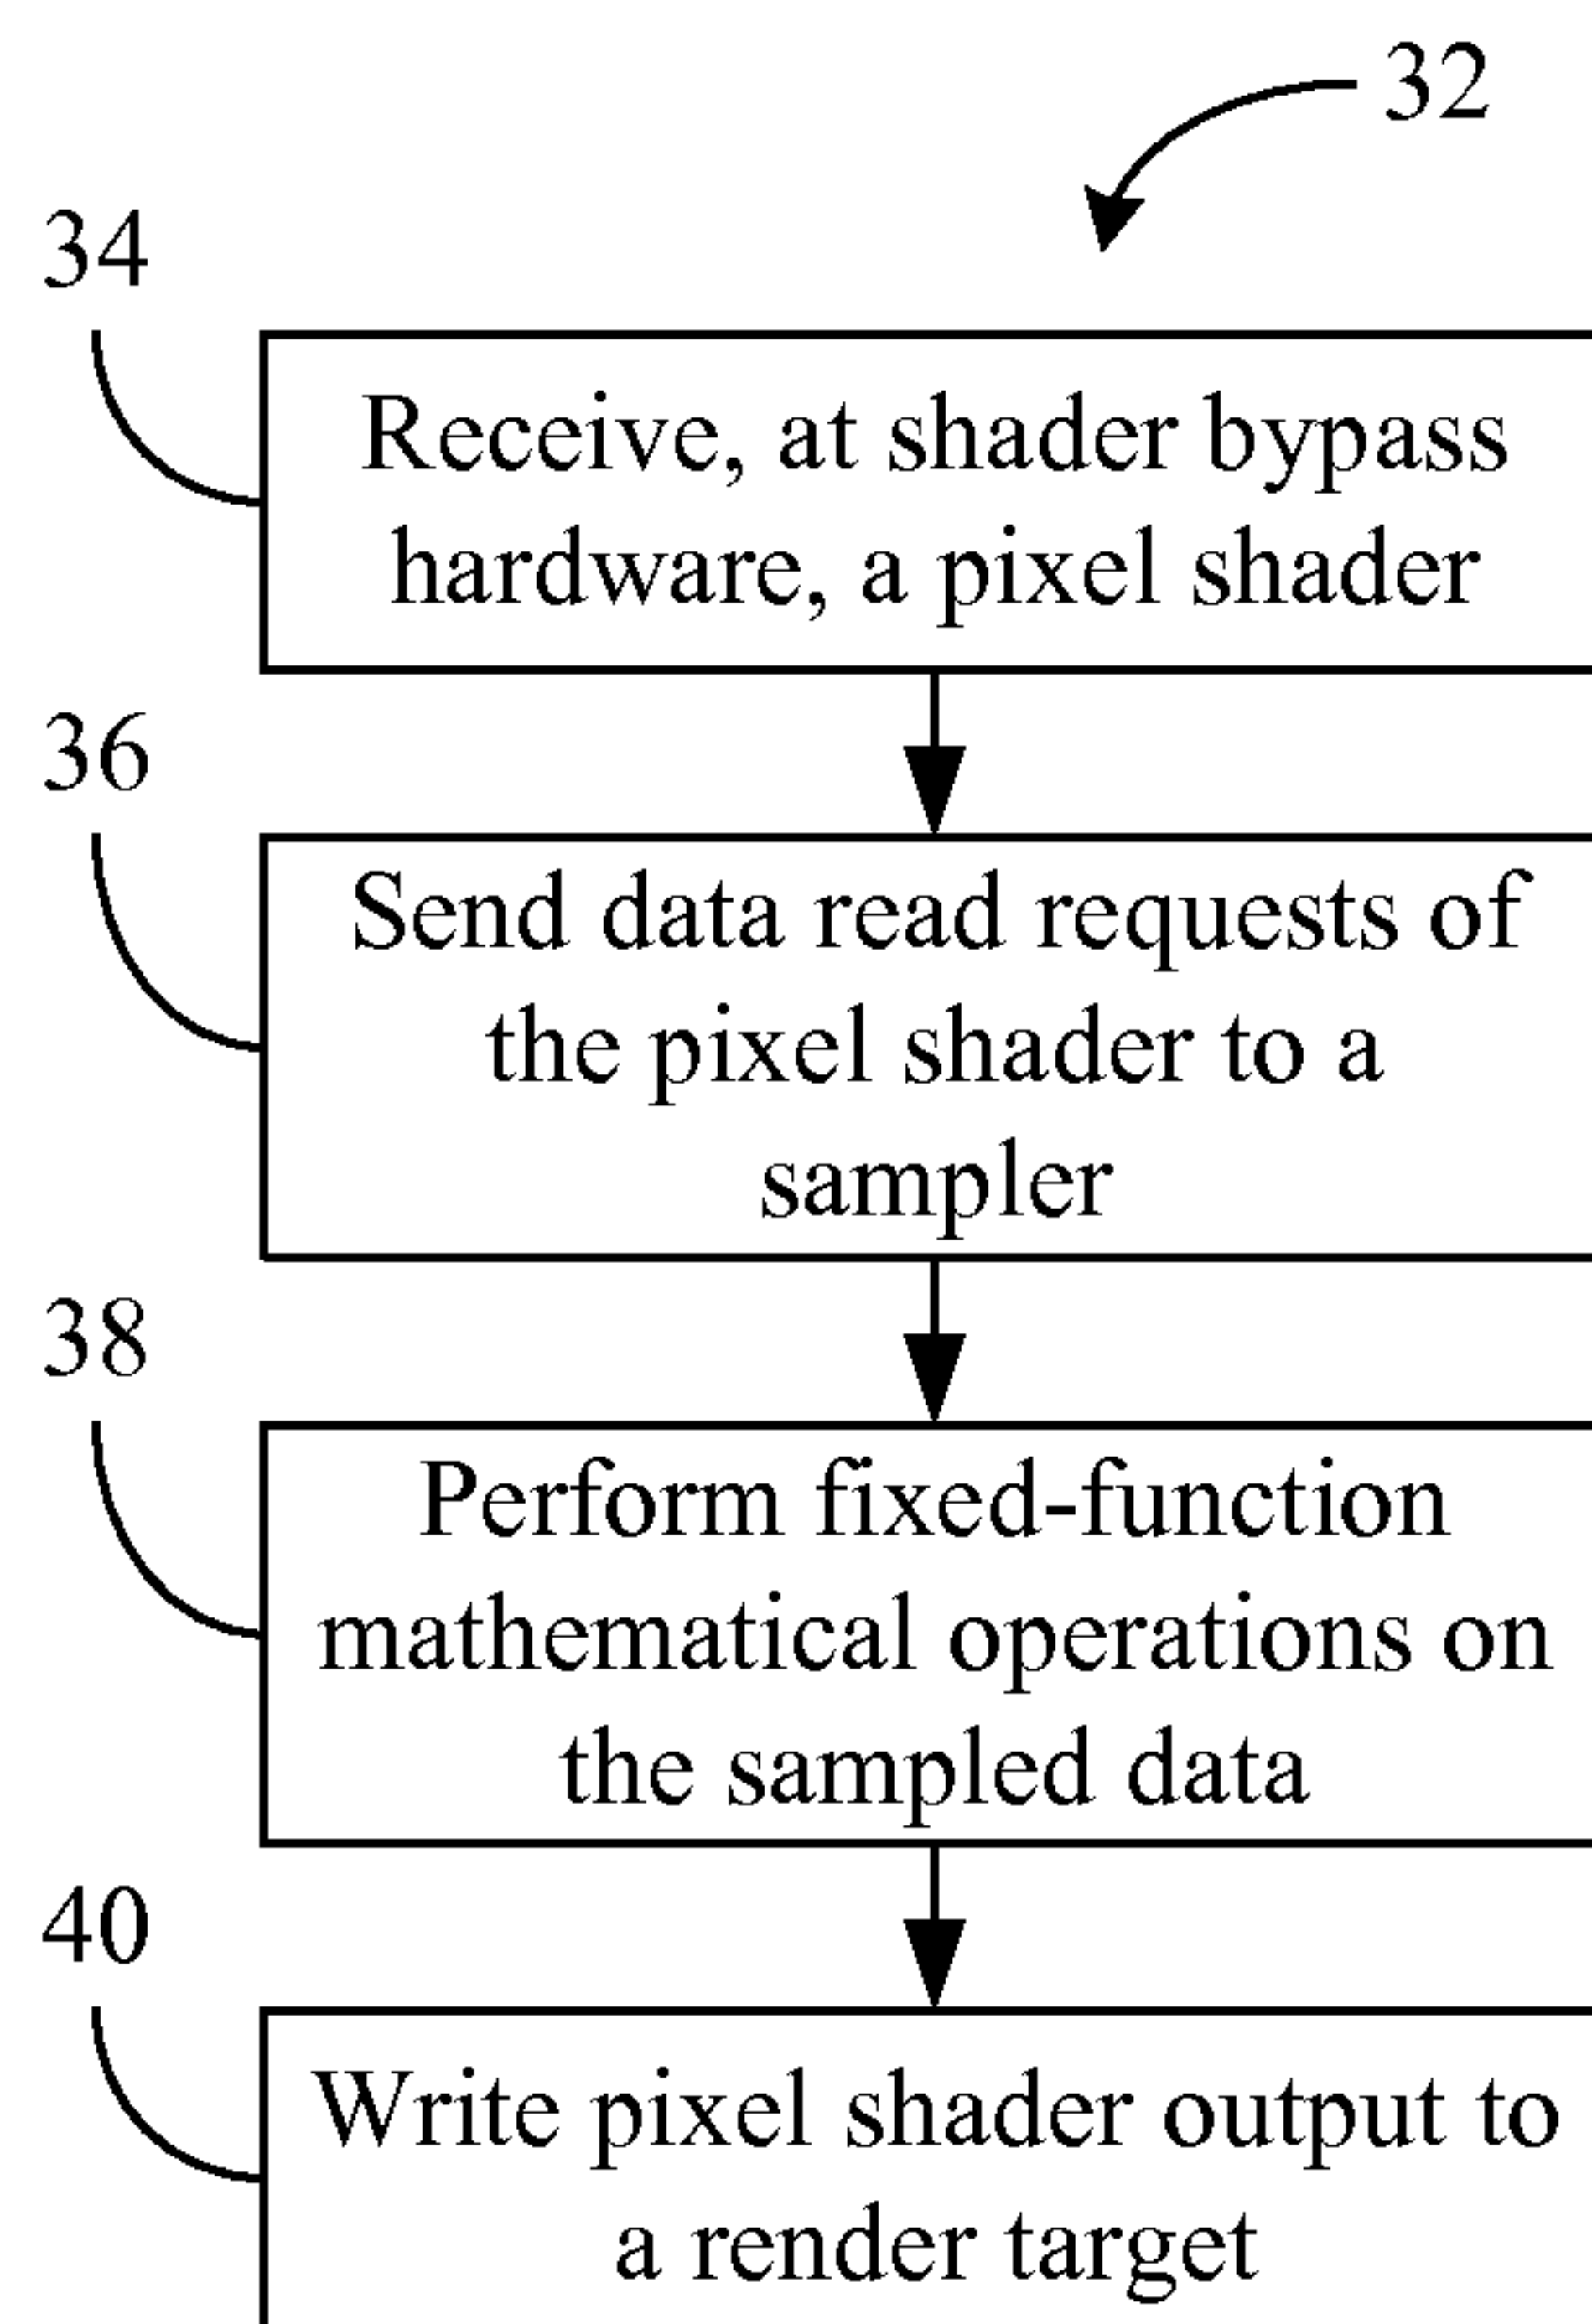 32
34
Receive, at shader bypass
hardware, a pixel shader
36
Send data read requests of
the pixel shader to a
sampler
38
Perform fixed-function
mathematical operations on
the sampled data
40
Write pixel shader output to
a render target